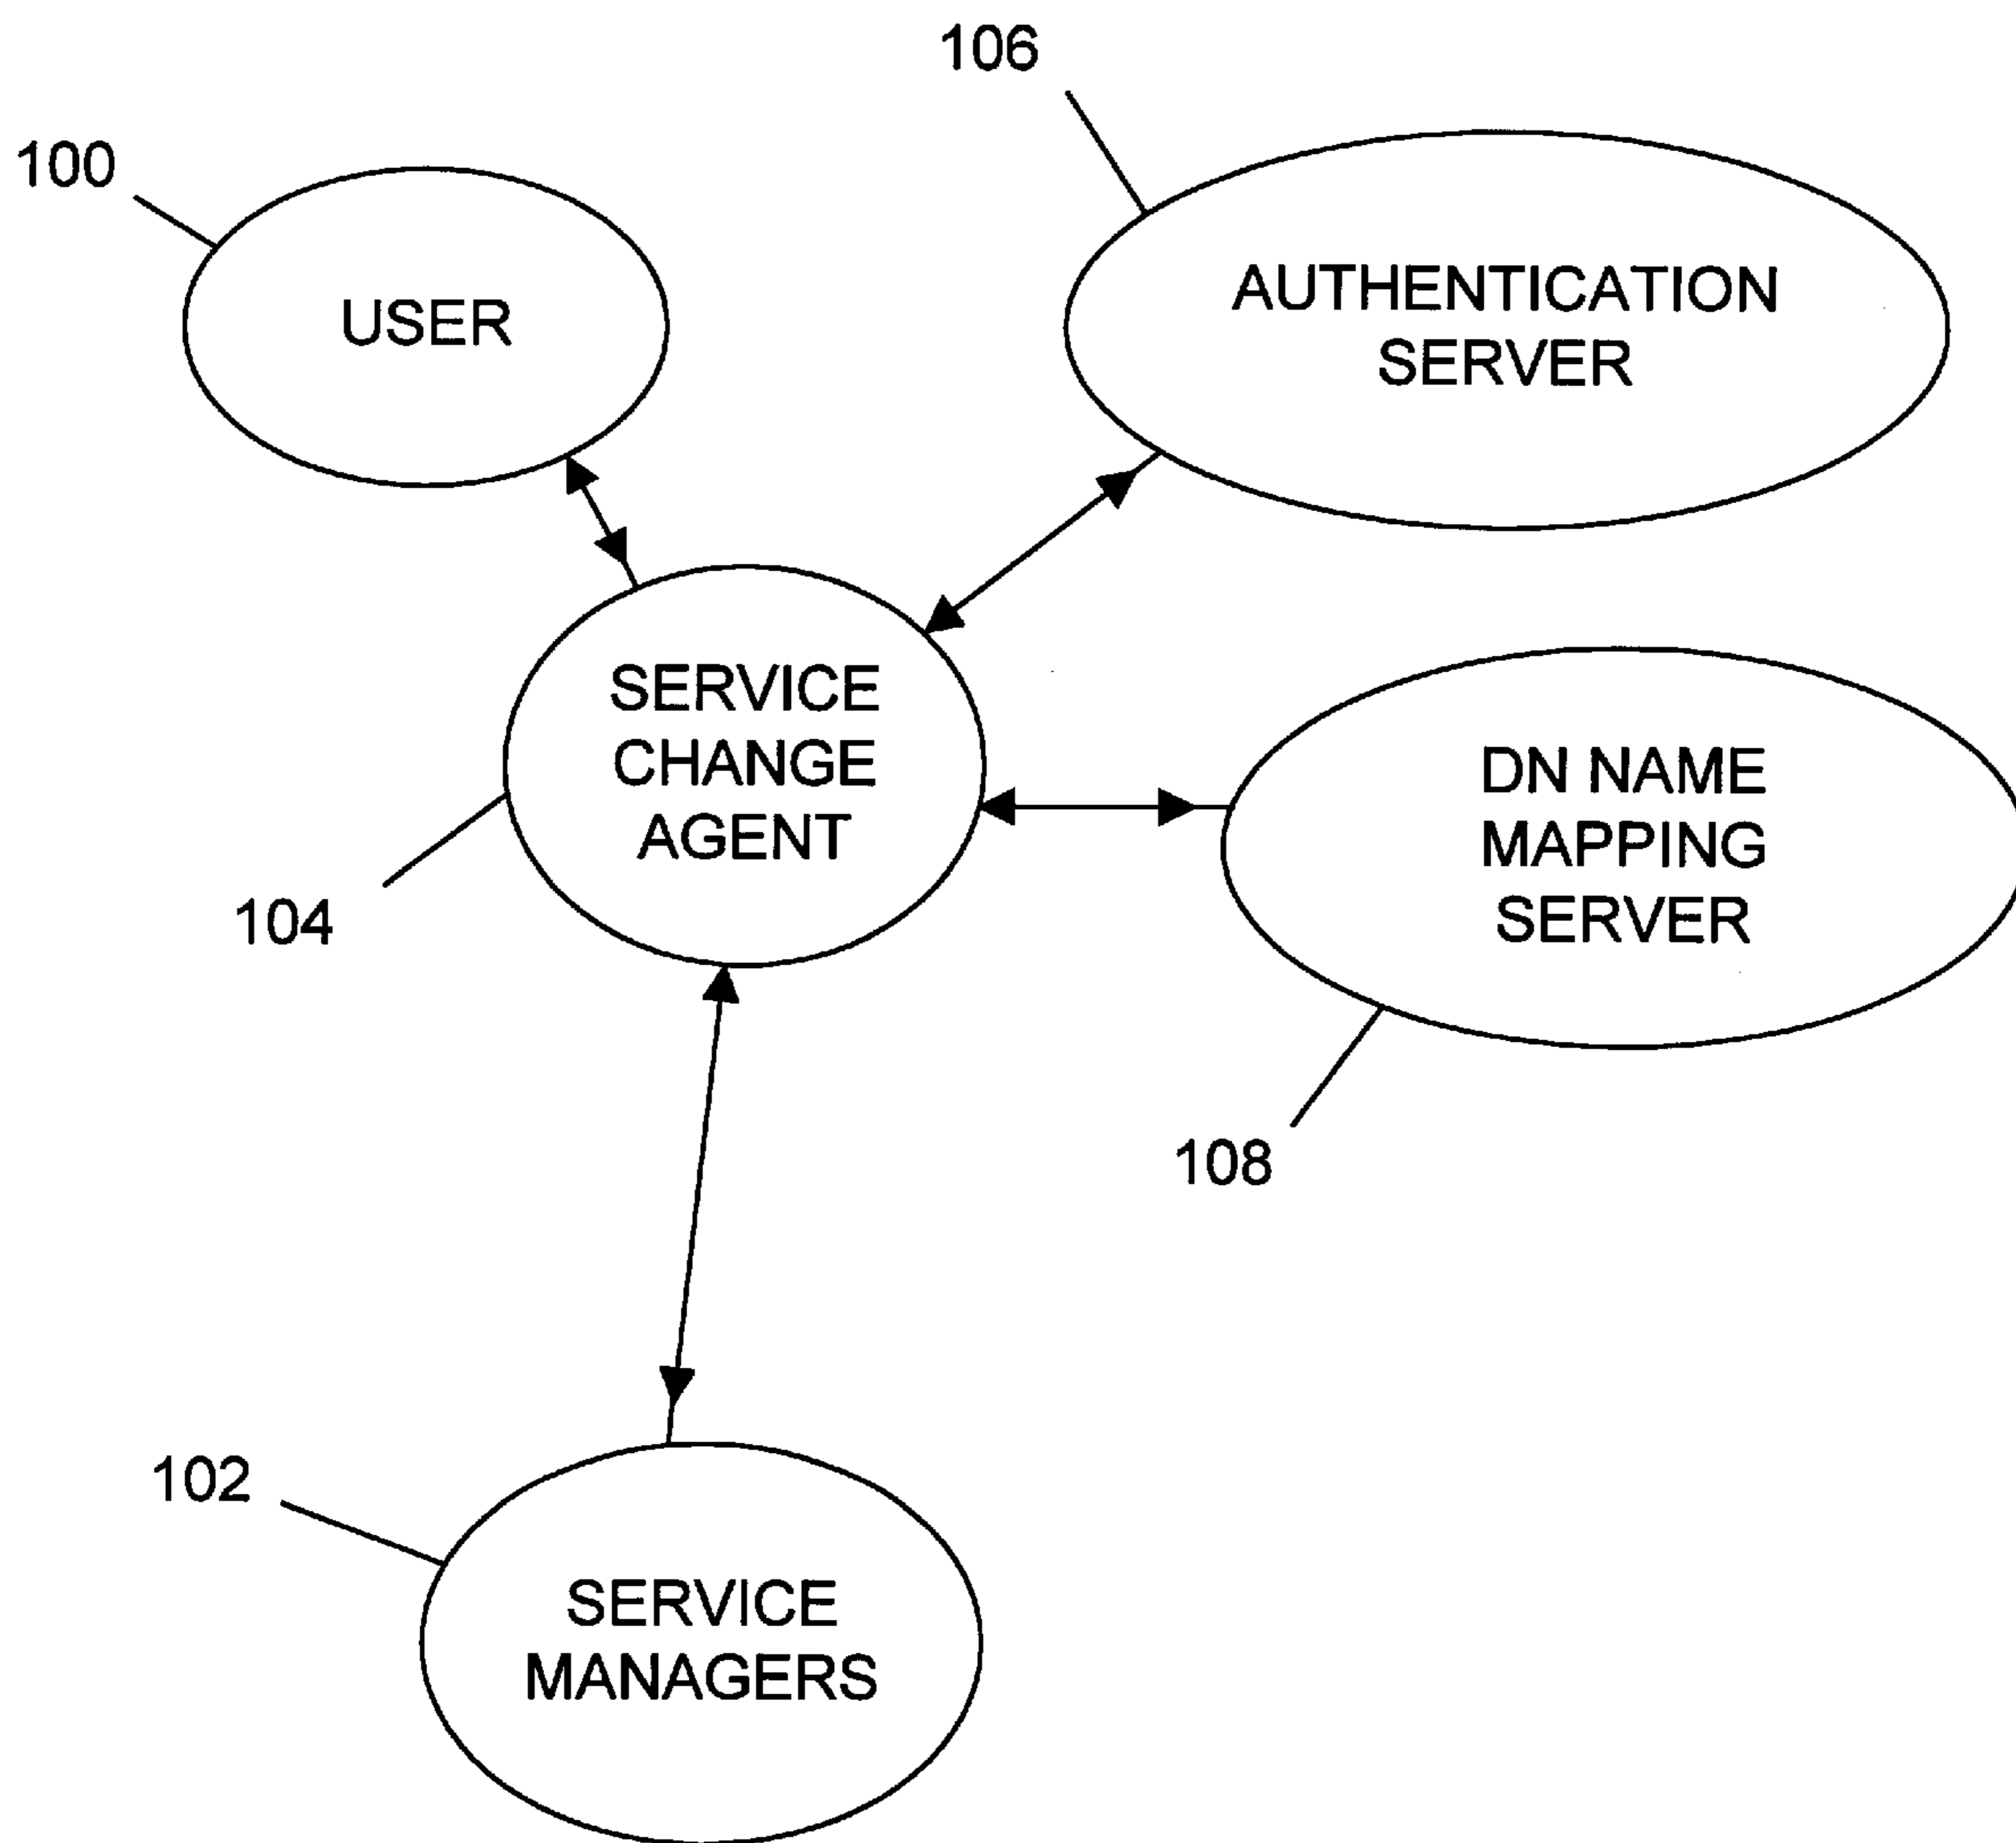 106
100
USER
AUTHENTICATION
SERVER
SERVICE
CHANGE
AGENT
DN NAME
MAPPING
SERVER
104
108
102
SERVICE
MANAGERS